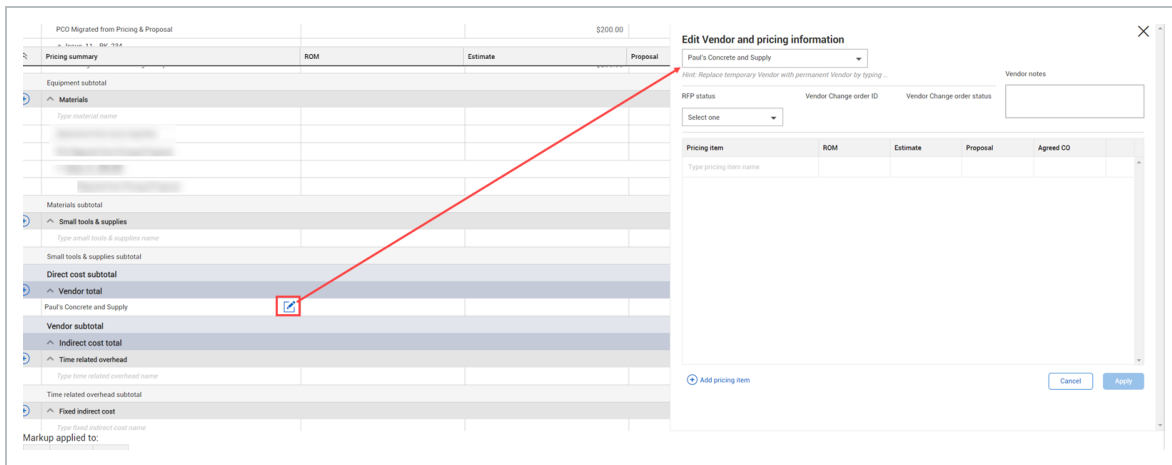 PCO Migrated from Pricing & Proposal $200.00
Pricing summary ROM Estimate Proposal
Equipment subtotal
Materials
Type material name
Materials subtotal
Small tools & supplies
Type small tools & supplies name
Small tools & supplies subtotal
Direct cost subtotal
Vendor total
Paul's Concrete and Supply
Vendor subtotal
Indirect cost total
Time related overhead
Type time related overhead name
Time related overhead subtotal
Fixed indirect cost
Type fixed indirect cost name
Markup applied to:
Edit Vendor and pricing information
Paul's Concrete and Supply
Hint: Replace temporary Vendor with permanent Vendor by typing ...
Vendor notes
RFP status Vendor Change order ID Vendor Change order status
Select one
Pricing item ROM Estimate Proposal Agreed CO
Type pricing item name
Add pricing item Cancel Apply